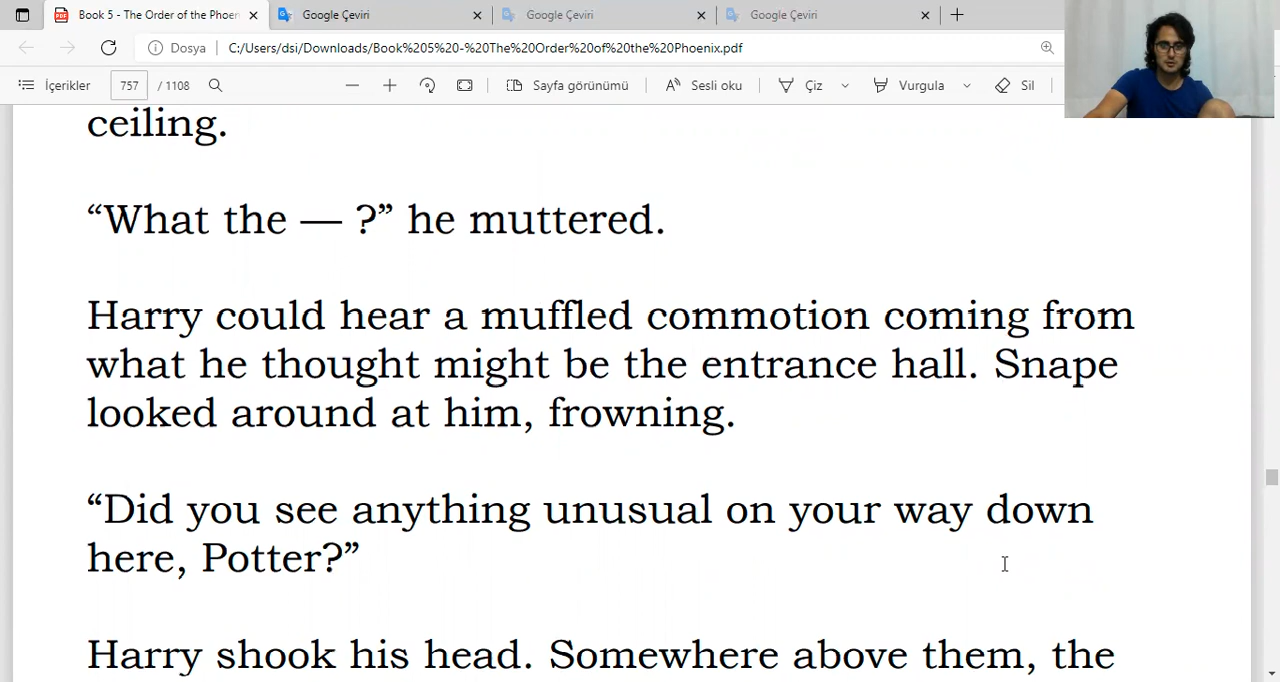 Book 5 - The Order of the Phoen
Google Çeviri
Google Çeviri
Google Çeviri
Dosya
C:/Users/dsi/Downloads/Book%205%20-%20The%20Order%20of%20the%20Phoenix.pdf
İçerikler
757
/ 1108
Sayfa görünümü
Sesli oku
Çiz
Vurgula
Sil
ceiling.
“What the — ?” he muttered.
Harry could hear a muffled commotion coming from
what he thought might be the entrance hall. Snape
looked around at him, frowning.
“Did you see anything unusual on your way down
here, Potter?”
Harry shook his head. Somewhere above them, the